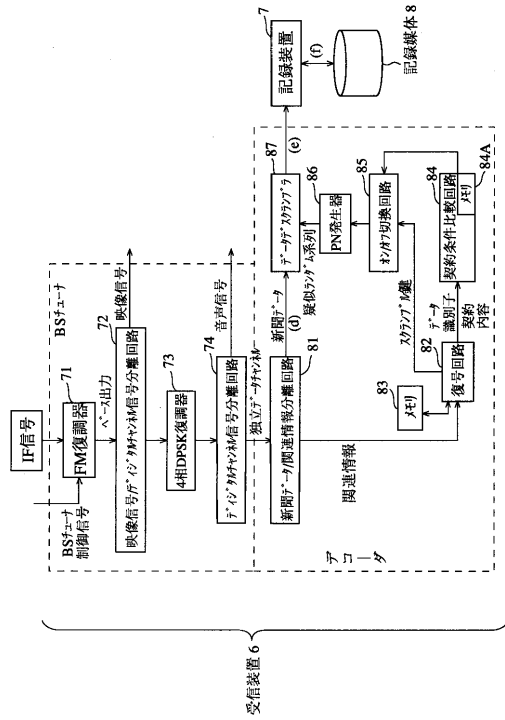 受信装置 6
IF信号
BSチューナ
BSチューナ
制御信号
71
FM復調器
ベース出力
72
映像信号/ディジタルチャンネル信号分離回路
映像信号
73
4相DPSK復調器
74
ディジタルチャンネル信号分離回路
音声信号
独立データチャンネル
デコーダ
81
新聞データ/関連情報分離回路
新聞データ
(d)
関連情報
82
復号回路
83
メモリ
スクランブル鍵
データ
識別子
契約
内容
84
契約条件比較回路
メモリ
84A
85
オン/オフ切換回路
86
PN発生器
疑似ランダム系列
87
データデスクランブラ
(e)
7
記録装置
(f)
記録媒体 8